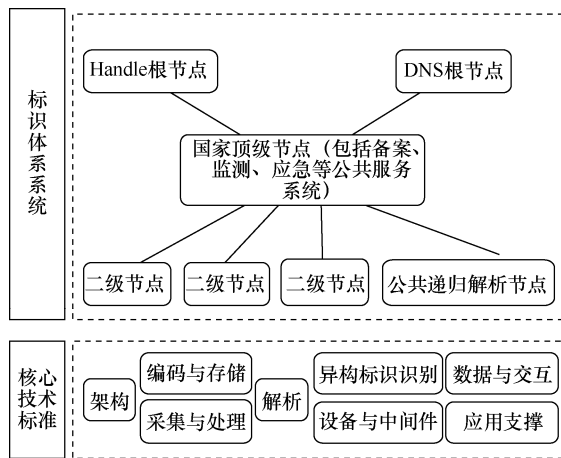 标识体系系统
Handle根节点
DNS根节点
国家顶级节点（包括备案、
监测、应急等公共服务
系统）
二级节点
二级节点
二级节点
公共递归解析节点
核心
技术
标准
架构
编码与存储
采集与处理
解析
异构标识识别
数据与交互
设备与中间件
应用支撑